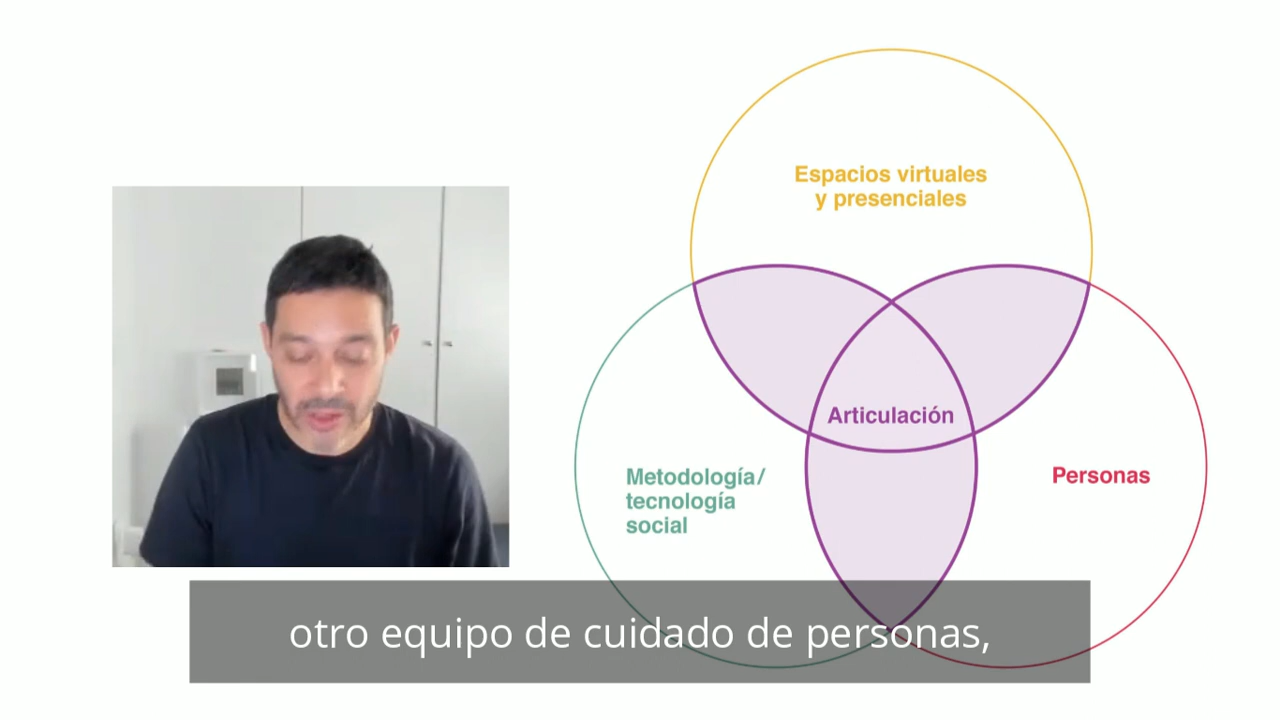 Espacios virtuales
y presenciales
Articulación
Metodología/
tecnología
social
Personas
otro equipo de cuidado de personas,